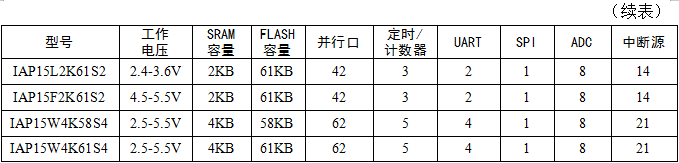 （续表）
型号 工作电压 SRAM容量 FLASH容量 并行口 定时/计数器 UART SPI ADC 中断源
IAP15L2K61S2 2.4-3.6V 2KB 61KB 42 3 2 1 8 14
IAP15F2K61S2 4.5-5.5V 2KB 61KB 42 3 2 1 8 14
IAP15W4K58S4 2.5-5.5V 4KB 58KB 62 5 4 1 8 21
IAP15W4K61S4 2.5-5.5V 4KB 61KB 62 5 4 1 8 21